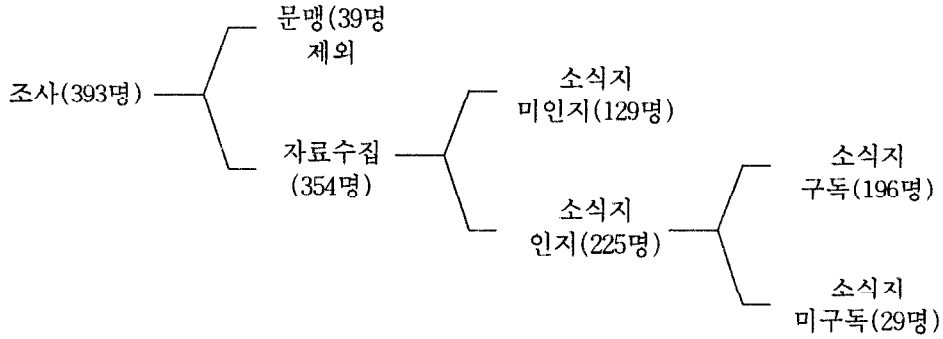 문맹(39명
제외
조사(393명)
자료수집
(354명)
소식지
미인지(129명)
소식지
인지(225명)
소식지
구독(196명)
소식지
미구독(29명)